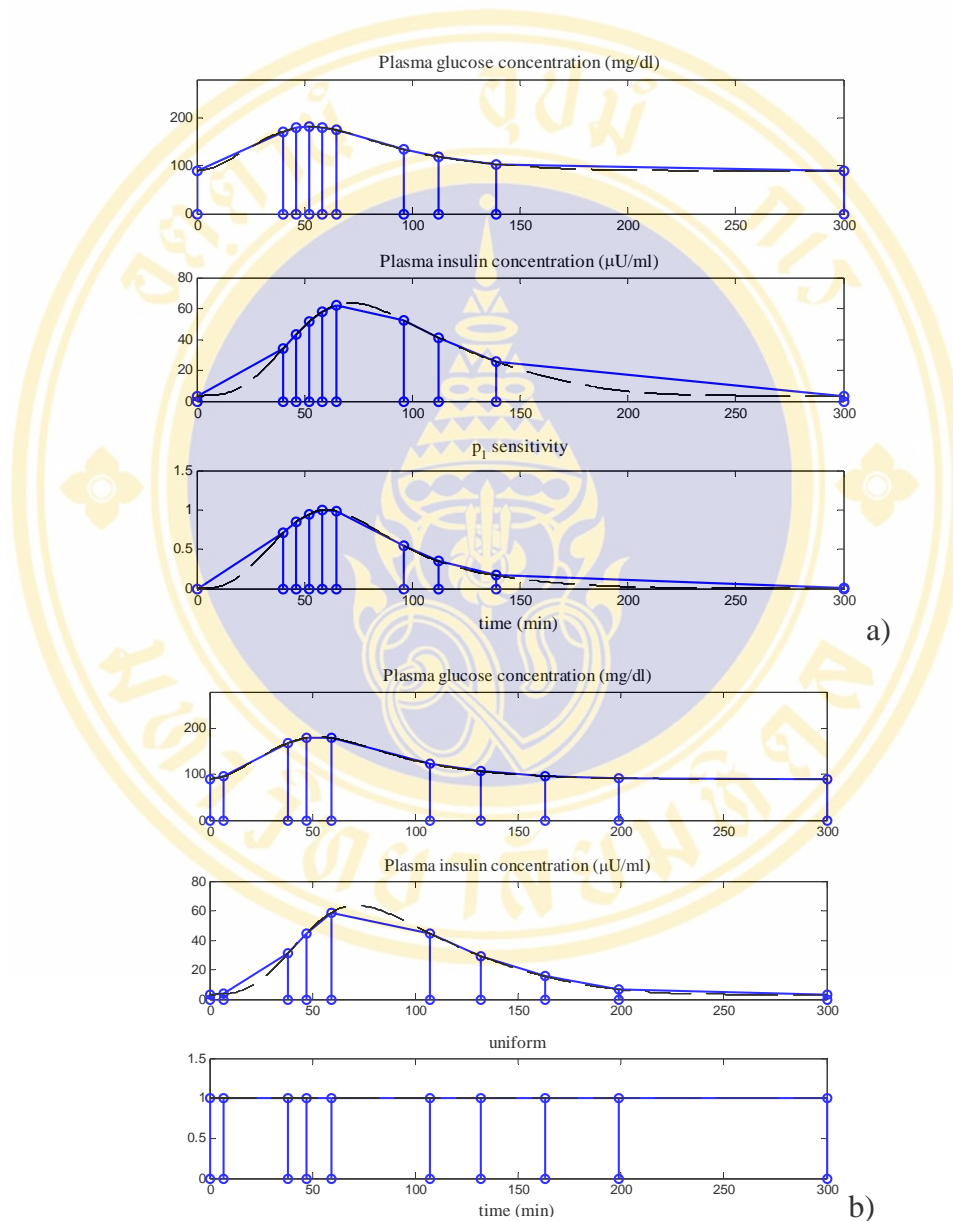 Plasma glucose concentration (mg/dl)
200
100
0
0 50 100 150 200 250 300
Plasma insulin concentration (μU/ml)
80
60
40
20
0
0 50 100 150 200 250 300
p1 sensitivity
1.5
1
0.5
0
0 50 100 150 200 250 300
time (min)
a)
Plasma glucose concentration (mg/dl)
200
100
0
0 50 100 150 200 250 300
Plasma insulin concentration (μU/ml)
80
60
40
20
0
0 50 100 150 200 250 300
uniform
1.5
1
0.5
0
0 50 100 150 200 250 300
time (min)
b)